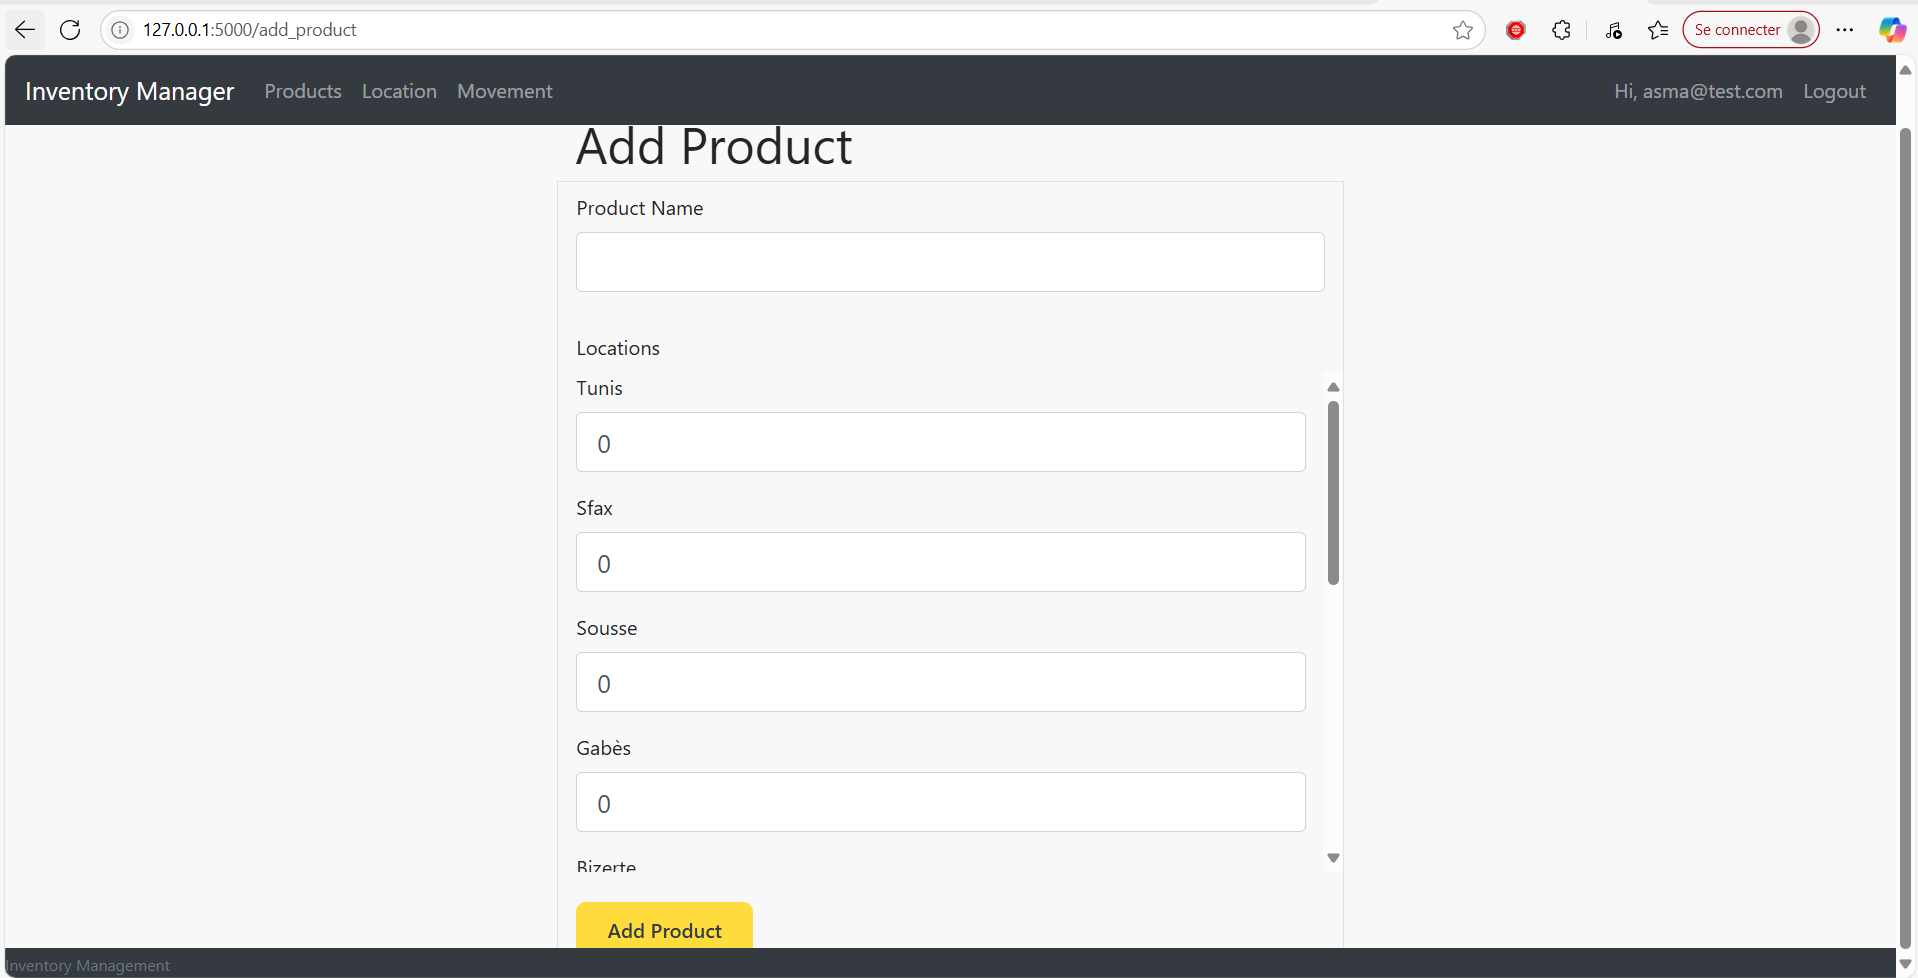 127.0.0.1:5000/add_product
Se connecter
Inventory Manager Products Location Movement Hi, asma@test.com Logout
Add Product
Product Name
Locations
Tunis
0
Sfax
0
Sousse
0
Gabès
0
Bizerte
Add Product
Inventory Management